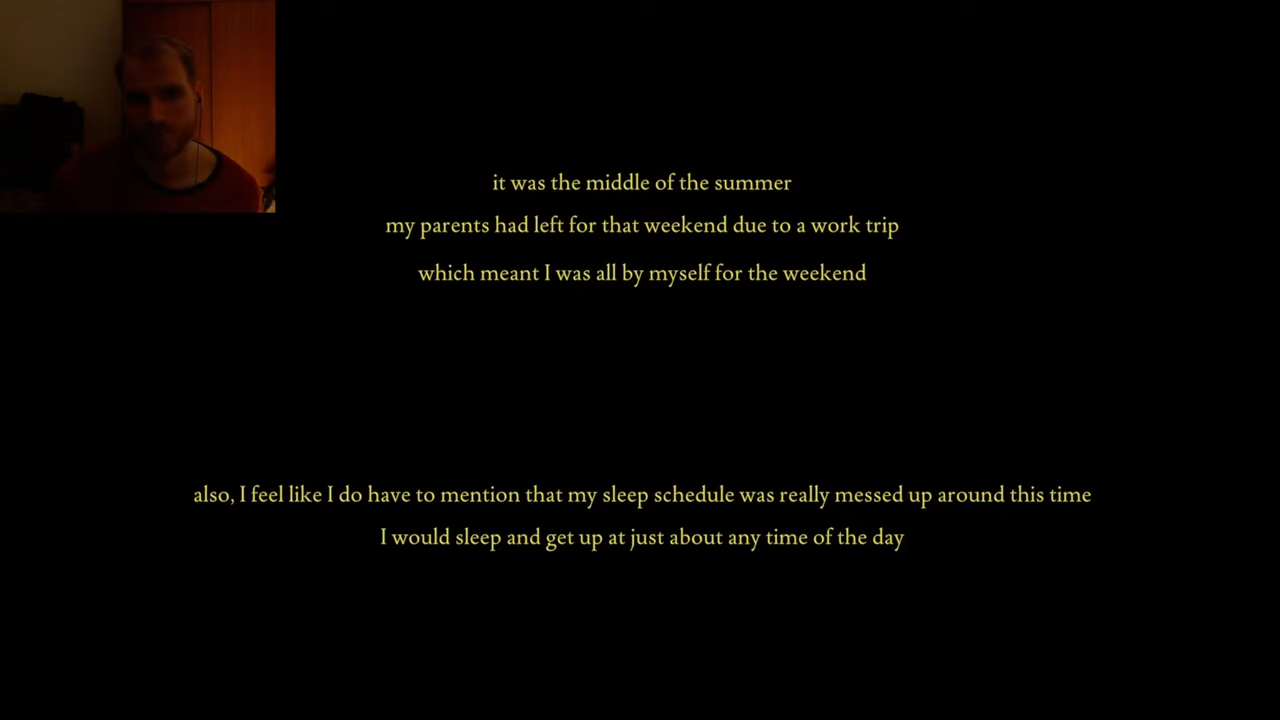 it was the middle of the summer
my parents had left for that weekend due to a work trip
which meant I was all by myself for the weekend
also, I feel like I do have to mention that my sleep schedule was really messed up around this time
I would sleep and get up at just about any time of the day